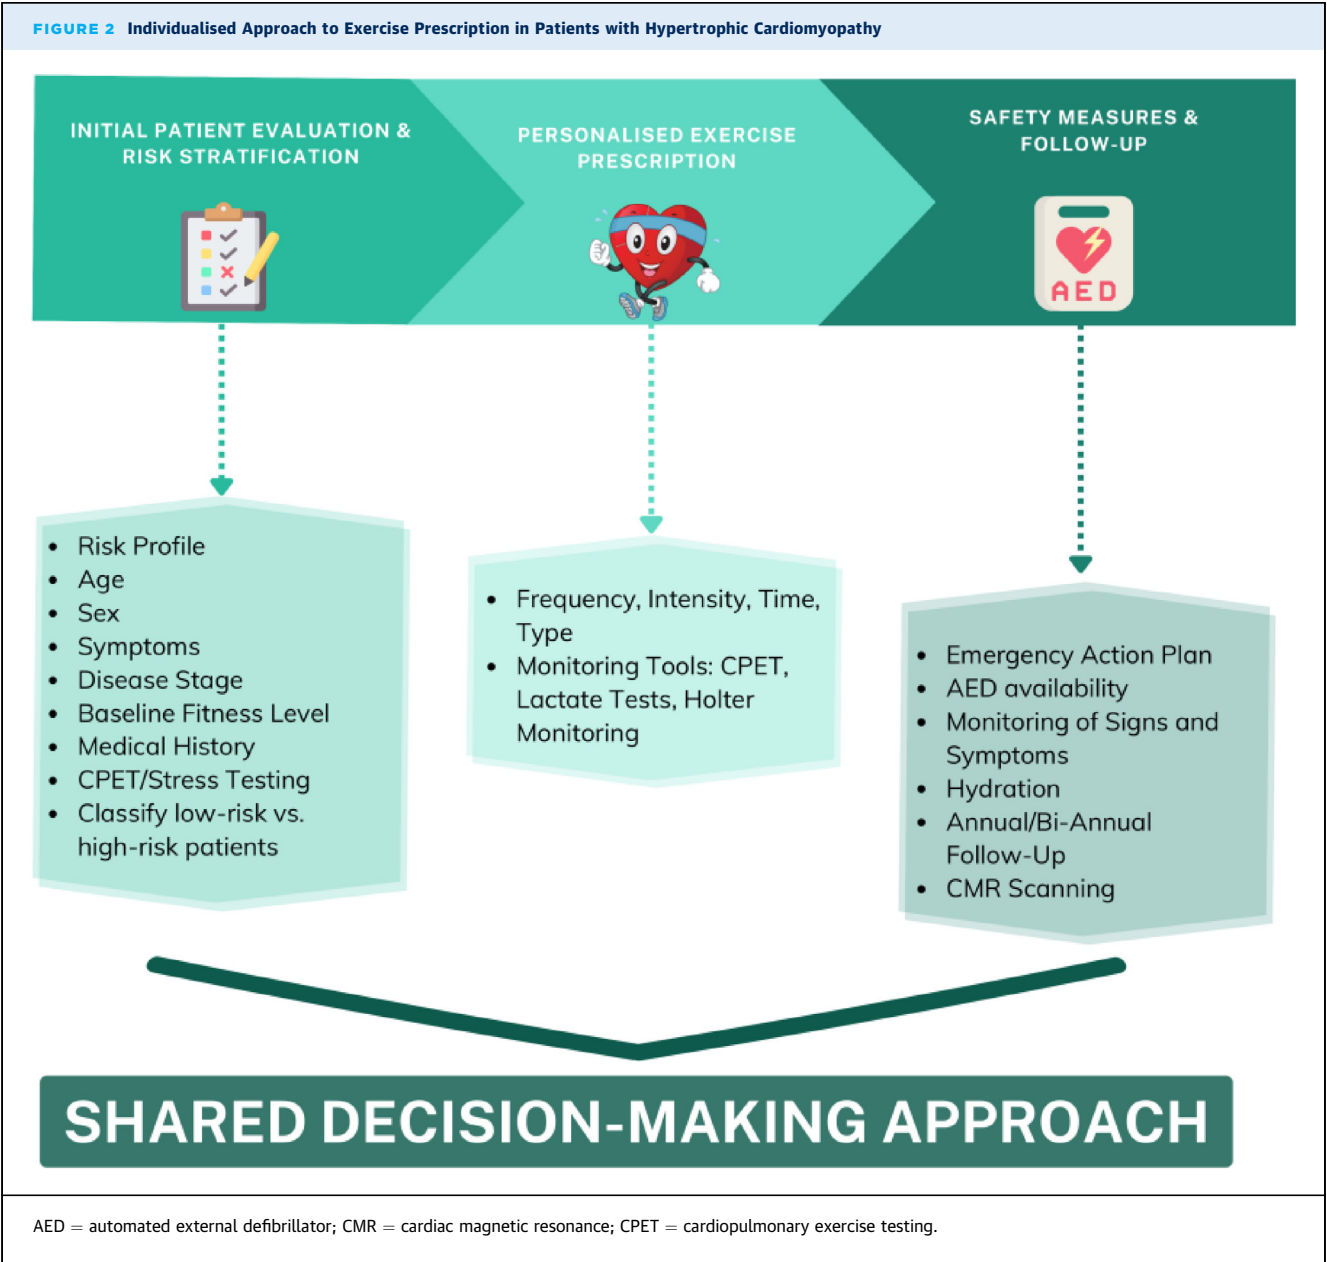 FIGURE 2 Individualised Approach to Exercise Prescription in Patients with Hypertrophic Cardiomyopathy
INITIAL PATIENT EVALUATION &
RISK STRATIFICATION
PERSONALISED EXERCISE
PRESCRIPTION
SAFETY MEASURES &
FOLLOW-UP
AED
• Risk Profile
• Age
• Sex
• Symptoms
• Disease Stage
• Baseline Fitness Level
• Medical History
• CPET/Stress Testing
• Classify low-risk vs.
high-risk patients
• Frequency, Intensity, Time,
Type
• Monitoring Tools: CPET,
Lactate Tests, Holter
Monitoring
• Emergency Action Plan
• AED availability
• Monitoring of Signs and
Symptoms
• Hydration
• Annual/Bi-Annual
Follow-Up
• CMR Scanning
SHARED DECISION-MAKING APPROACH
AED = automated external defibrillator; CMR = cardiac magnetic resonance; CPET = cardiopulmonary exercise testing.